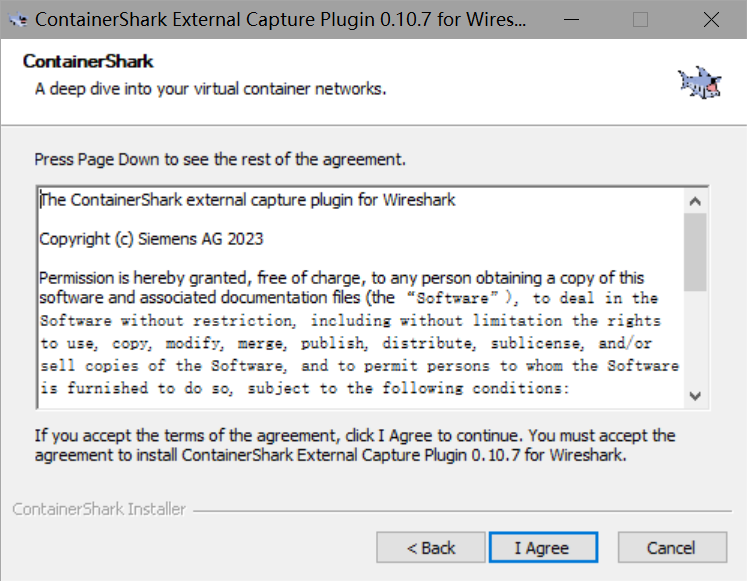 ContainerShark External Capture Plugin 0.10.7 for Wires...
ContainerShark
A deep dive into your virtual container networks.
Press Page Down to see the rest of the agreement.
The ContainerShark external capture plugin for Wireshark
Copyright (c) Siemens AG 2023
Permission is hereby granted, free of charge, to any person obtaining a copy of this
software and associated documentation files (the “Software”), to deal in the
Software without restriction, including without limitation the rights
to use, copy, modify, merge, publish, distribute, sublicense, and/or
sell copies of the Software, and to permit persons to whom the Software
is furnished to do so, subject to the following conditions:
If you accept the terms of the agreement, click I Agree to continue. You must accept the
agreement to install ContainerShark External Capture Plugin 0.10.7 for Wireshark.
ContainerShark Installer
< Back
I Agree
Cancel